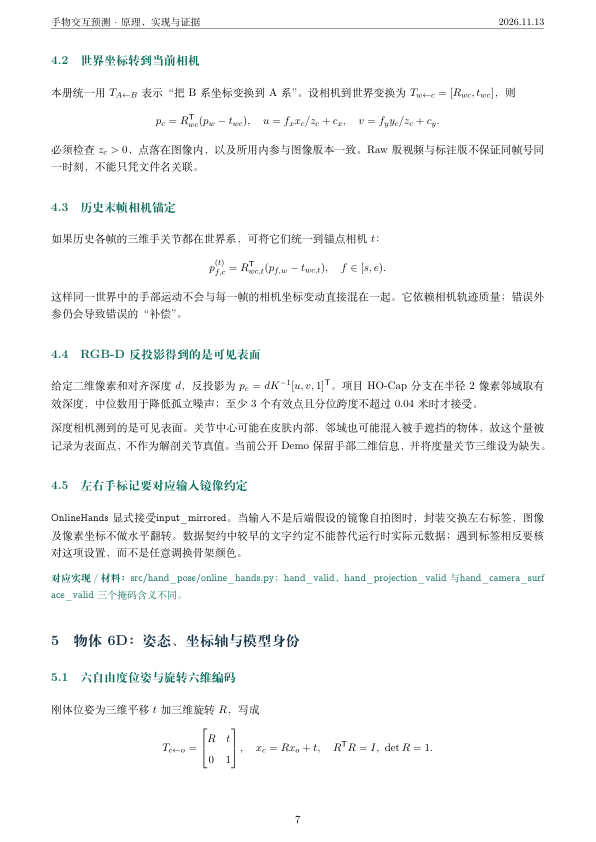 手物交互预测 · 原理、实现与证据
2026.11.13
4.2 世界坐标转到当前相机
本册统一用 T_{A←B} 表示“把 B 系坐标变换到 A 系”。设相机到世界变换为 T_{w←c} = [R_{wc}, t_{wc}]，则
p_c = R_{wc}^T(p_w − t_{wc}), u = f_x x_c/z_c + c_x, v = f_y y_c/z_c + c_y.
必须检查 z_c > 0、点落在图像内，以及所用内参与图像版本一致。Raw 版视频与标注版不保证同帧号同
一时刻，不能只凭文件名关联。
4.3 历史末帧相机锚定
如果历史各帧的三维手关节都在世界系，可将它们统一到锚点相机 t：
p_{f,c}^{(t)} = R_{wc,t}^T(p_{f,w} − t_{wc,t}), f ∈ [s, e).
这样同一世界中的手部运动不会与每一帧的相机坐标变动直接混在一起。它依赖相机轨迹质量；错误外
参仍会导致错误的“补偿”。
4.4 RGB-D 反投影得到的是可见表面
给定二维像素和对齐深度 d，反投影为 p_c = dK^{−1}[u, v, 1]^T。项目 HO-Cap 分支在半径 2 像素邻域取有
效深度，中位数用于降低孤立噪声；至少 3 个有效点且分位跨度不超过 0.04 米时才接受。
深度相机测到的是可见表面。关节中心可能在皮肤内部，邻域也可能混入被手遮挡的物体，故这个量被
记录为表面点，不作为解剖关节真值。当前公开 Demo 保留手部二维信息，并将度量关节三维设为缺失。
4.5 左右手标记要对应输入镜像约定
OnlineHands 显式接受input_mirrored。当输入不是后端假设的镜像自拍图时，封装交换左右标签，图像
及像素坐标不做水平翻转。数据契约中较早的文字约定不能替代运行时实际元数据；遇到标签相反要核
对这项设置，而不是任意调换骨架颜色。
对应实现 / 材料：src/hand_pose/online_hands.py；hand_valid、hand_projection_valid 与hand_camera_surf
ace_valid 三个掩码含义不同。
5 物体 6D：姿态、坐标轴与模型身份
5.1 六自由度位姿与旋转六维编码
刚体位姿为三维平移 t 加三维旋转 R，写成
T_{c←o} = [R t; 0 1], x_c = Rx_o + t, R^T R = I, det R = 1.
7